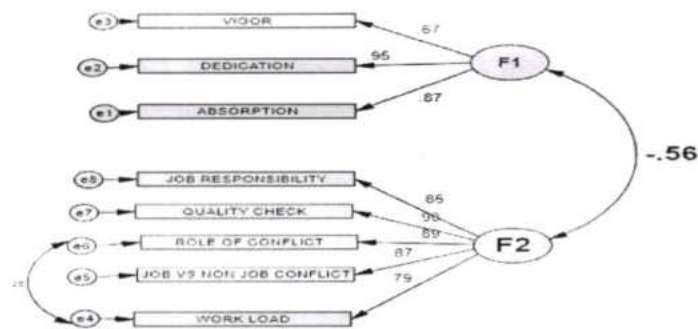 e3 VIGOR .67
e2 DEDICATION .95 F1
e1 ABSORPTION .87
-.56
e8 JOB RESPONSIBILITY
e7 QUALITY CHECK
e6 ROLE OF CONFLICT .89 F2
e5 JOB VS NON JOB CONFLICT .87
e4 WORK LOAD .79